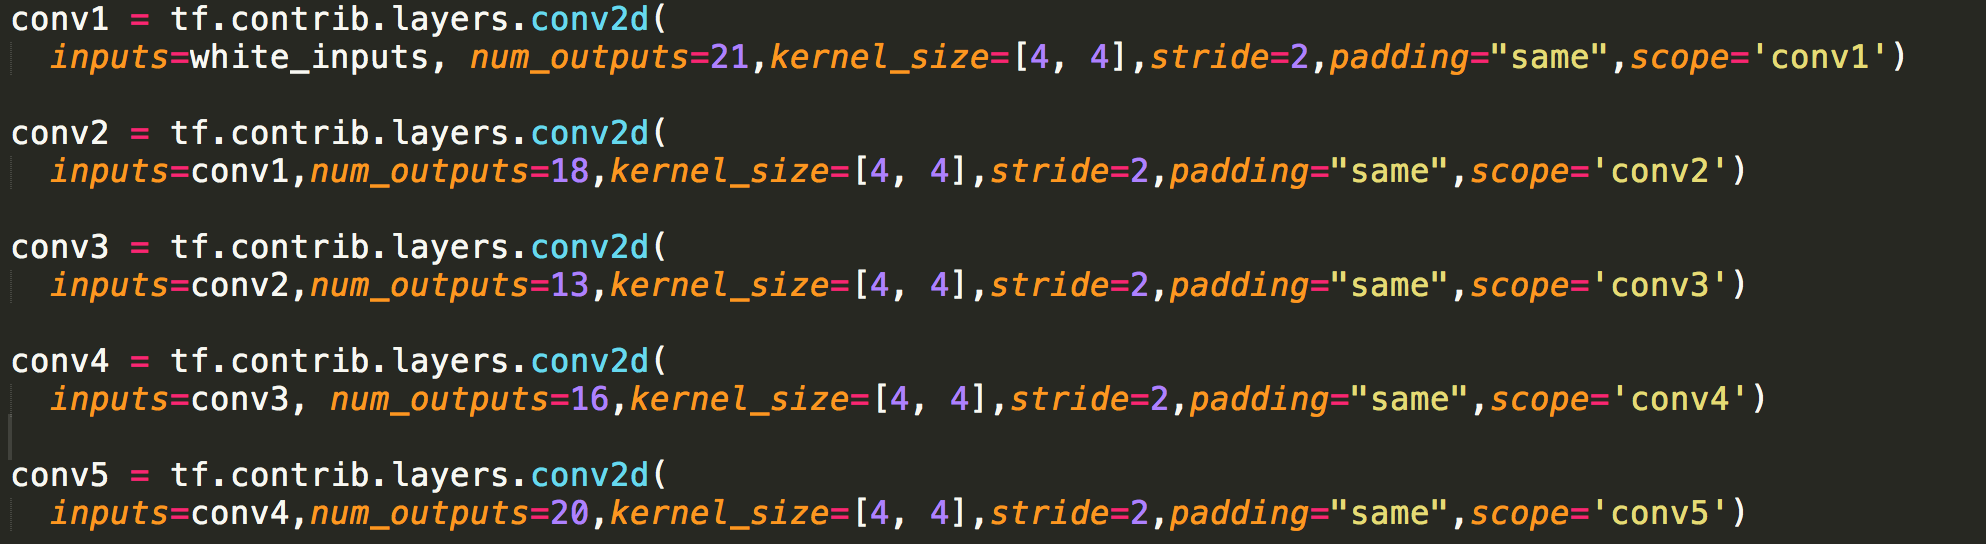 conv1 = tf.contrib.layers.conv2d(
  inputs=white_inputs, num_outputs=21,kernel_size=[4, 4],stride=2,padding="same",scope='conv1')

conv2 = tf.contrib.layers.conv2d(
  inputs=conv1,num_outputs=18,kernel_size=[4, 4],stride=2,padding="same",scope='conv2')

conv3 = tf.contrib.layers.conv2d(
  inputs=conv2,num_outputs=13,kernel_size=[4, 4],stride=2,padding="same",scope='conv3')

conv4 = tf.contrib.layers.conv2d(
  inputs=conv3, num_outputs=16,kernel_size=[4, 4],stride=2,padding="same",scope='conv4')

conv5 = tf.contrib.layers.conv2d(
  inputs=conv4,num_outputs=20,kernel_size=[4, 4],stride=2,padding="same",scope='conv5')